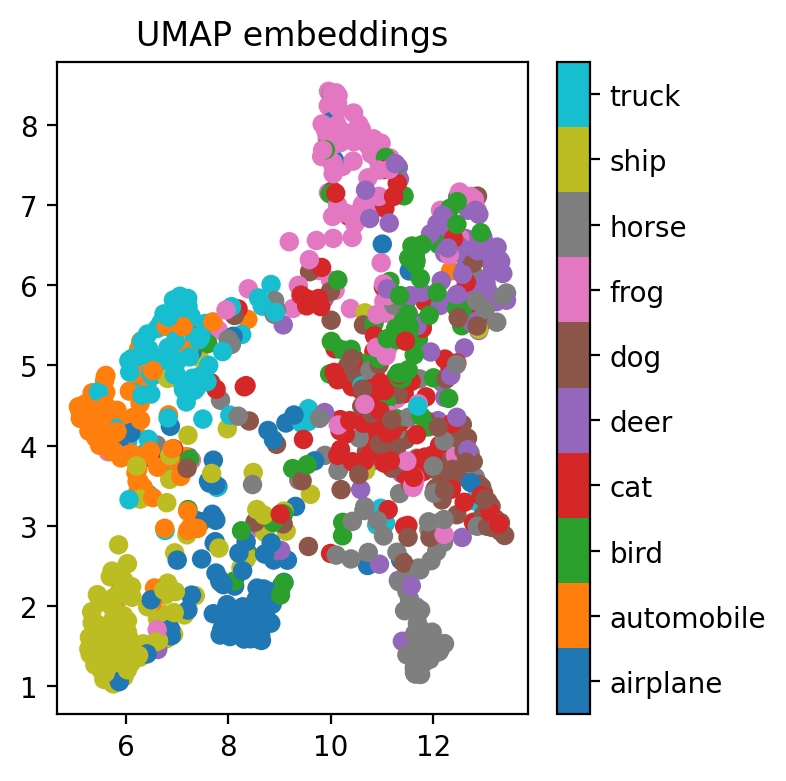 UMAP embeddings
8
7
6
5
4
3
2
1
6 8 10 12
truck
ship
horse
frog
dog
deer
cat
bird
automobile
airplane